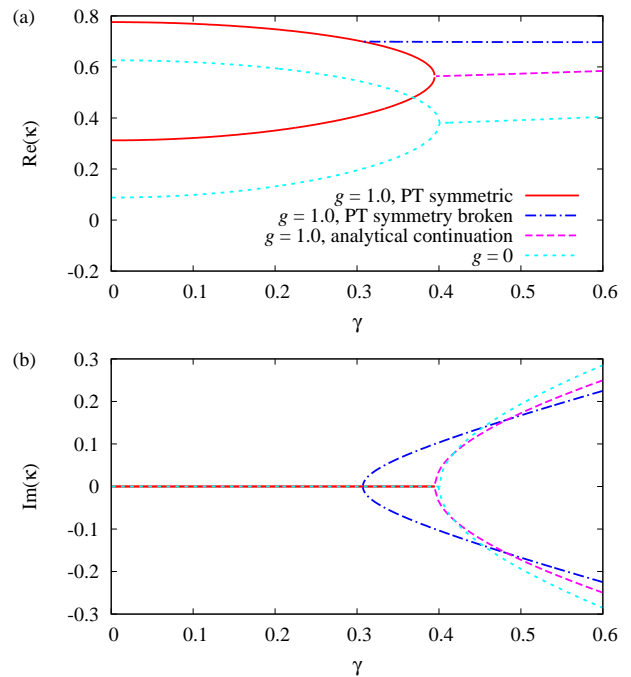 (a)
0.8
0.6
0.4
0.2
0
-0.2
Re(κ)
g = 1.0, PT symmetric
g = 1.0, PT symmetry broken
g = 1.0, analytical continuation
g = 0
0 0.1 0.2 0.3 0.4 0.5 0.6
γ
(b)
0.3
0.2
0.1
0
-0.1
-0.2
-0.3
Im(κ)
0 0.1 0.2 0.3 0.4 0.5 0.6
γ